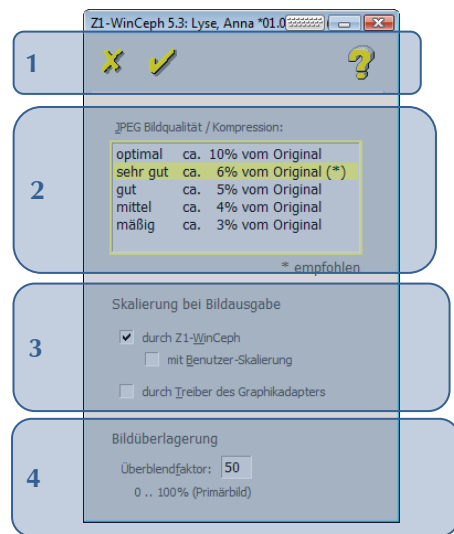 Z1-WinCeph 5.3: Lyse, Anna *01.0
1
2
JPEG Bildqualität / Kompression:
optimal ca. 10% vom Original
sehr gut ca. 6% vom Original (*)
gut ca. 5% vom Original
mittel ca. 4% vom Original
mäßig ca. 3% vom Original
* empfohlen
3
Skalierung bei Bildausgabe
durch Z1-WinCeph
mit Benutzer-Skalierung
durch Treiber des Graphikadapters
4
Bildüberlagerung
Überblendfaktor: 50
0 .. 100% (Primärbild)